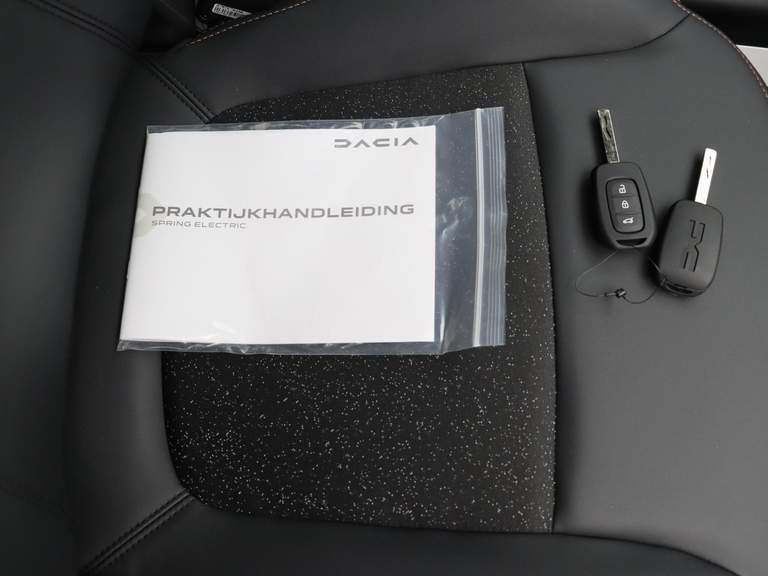 DACIA
PRAKTIJKHANDLEIDING
SPRING ELECTRIC